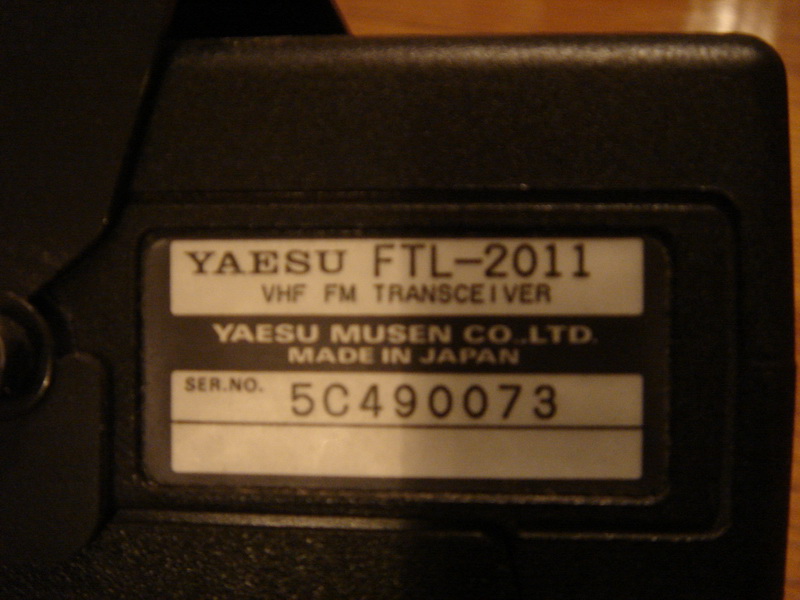 YAESU FTL-2011
VHF FM TRANSCEIVER
YAESU MUSEN CO.,LTD.
MADE IN JAPAN
SER.NO. 5C490073